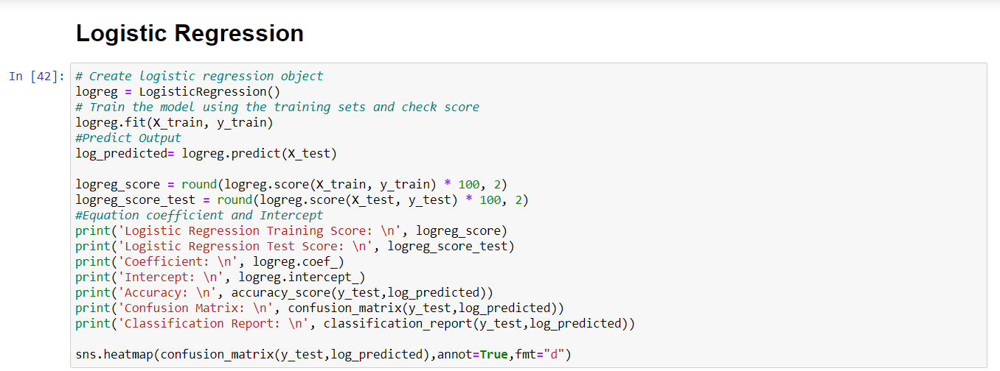 Logistic Regression
In [42]:
# Create logistic regression object
logreg = LogisticRegression()
# Train the model using the training sets and check score
logreg.fit(X_train, y_train)
#Predict Output
log_predicted= logreg.predict(X_test)
logreg_score = round(logreg.score(X_train, y_train) * 100, 2)
logreg_score_test = round(logreg.score(X_test, y_test) * 100, 2)
#Equation coefficient and Intercept
print('Logistic Regression Training Score: \n', logreg_score)
print('Logistic Regression Test Score: \n', logreg_score_test)
print('Coefficient: \n', logreg.coef_)
print('Intercept: \n', logreg.intercept_)
print('Accuracy: \n', accuracy_score(y_test,log_predicted))
print('Confusion Matrix: \n', confusion_matrix(y_test,log_predicted))
print('Classification Report: \n', classification_report(y_test,log_predicted))
sns.heatmap(confusion_matrix(y_test,log_predicted),annot=True,fmt="d")